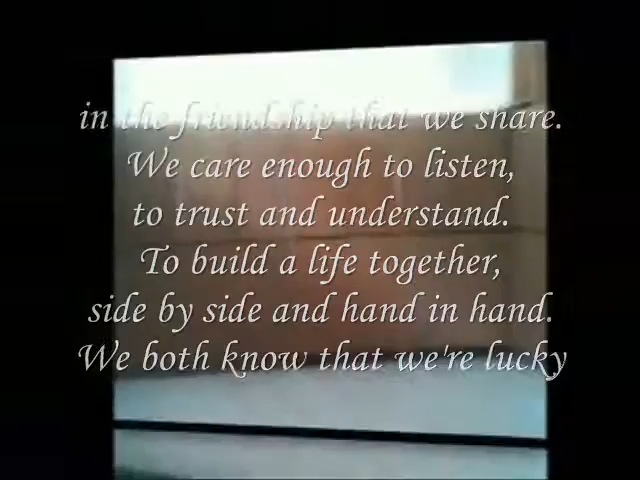 in the friendship that we share.
We care enough to listen,
to trust and understand.
To build a life together,
side by side and hand in hand.
We both know that we're lucky